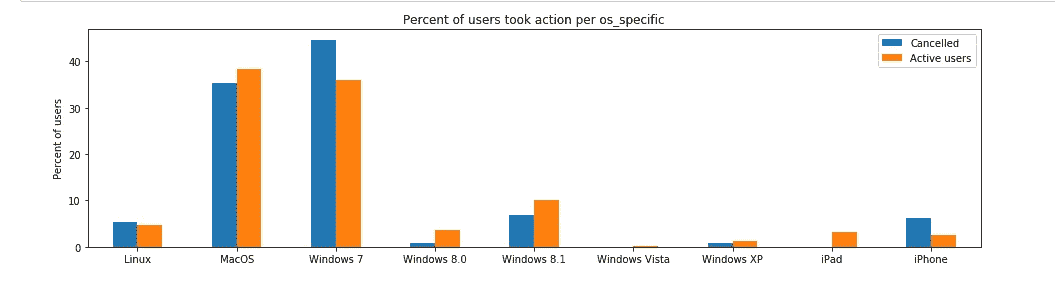 Percent of users took action per os_specific
Cancelled
Active users
Percent of users
40
30
20
10
0
Linux MacOS Windows 7 Windows 8.0 Windows 8.1 Windows Vista Windows XP iPad iPhone